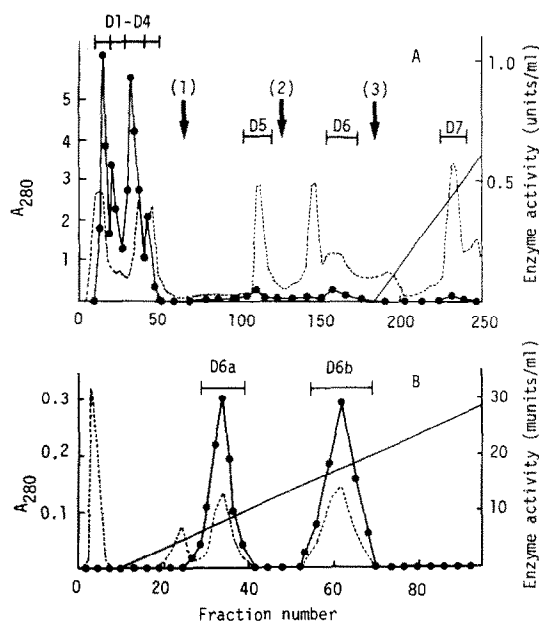 D1-D4
A
(1)
(2)
(3)
D5
D6
D7
5
4
3
2
1
A280
1.0
0.5
Enzyme activity (units/ml)
0 50 100 150 200 250
D6a
D6b
B
0.3
0.2
0.1
A280
30
20
10
Enzyme activity (munits/ml)
0 20 40 60 80
Fraction number